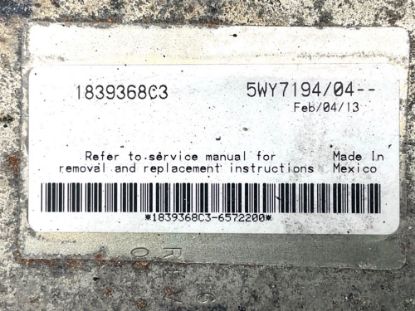 1839368C3 5WY7194/04--
Feb/04/13
Refer to service manual for Made In
removal and replacement instructions Mexico
*1839368C3-6572200*